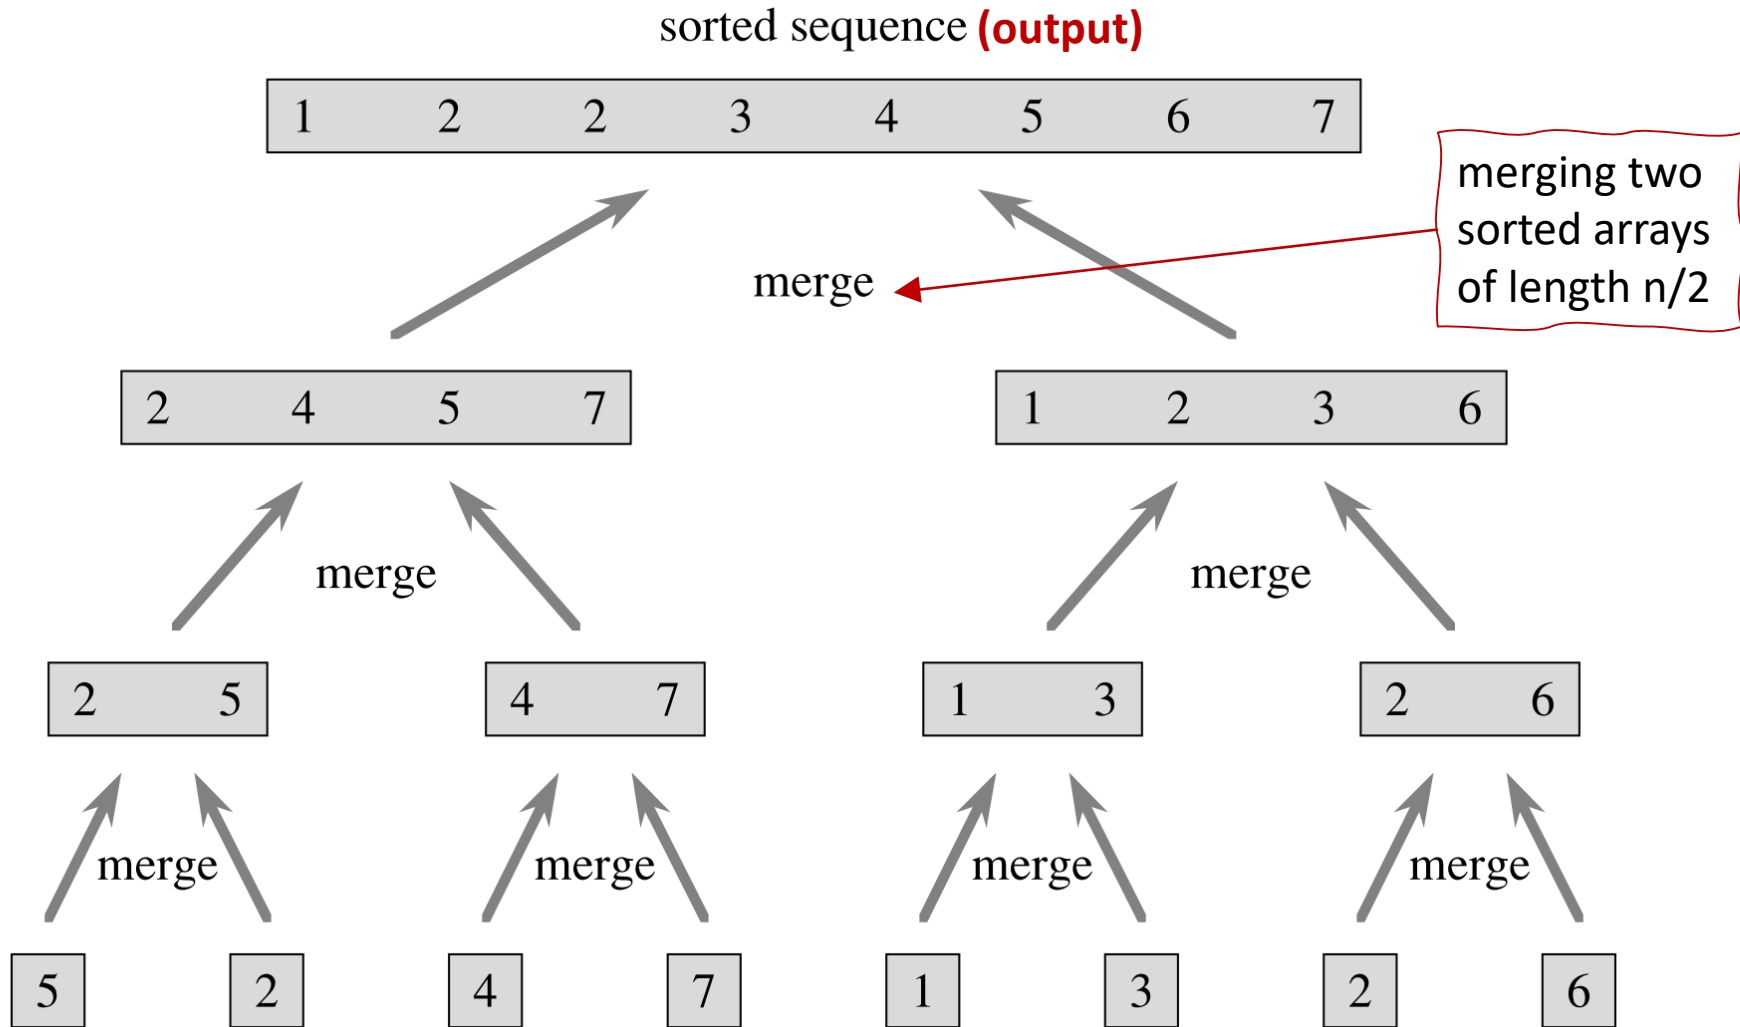 sorted sequence (output)
1 2 2 3 4 5 6 7
merging two
sorted arrays
of length n/2
merge
2 4 5 7
1 2 3 6
merge
merge
2 5
4 7
1 3
2 6
merge
merge
merge
merge
5
2
4
7
1
3
2
6